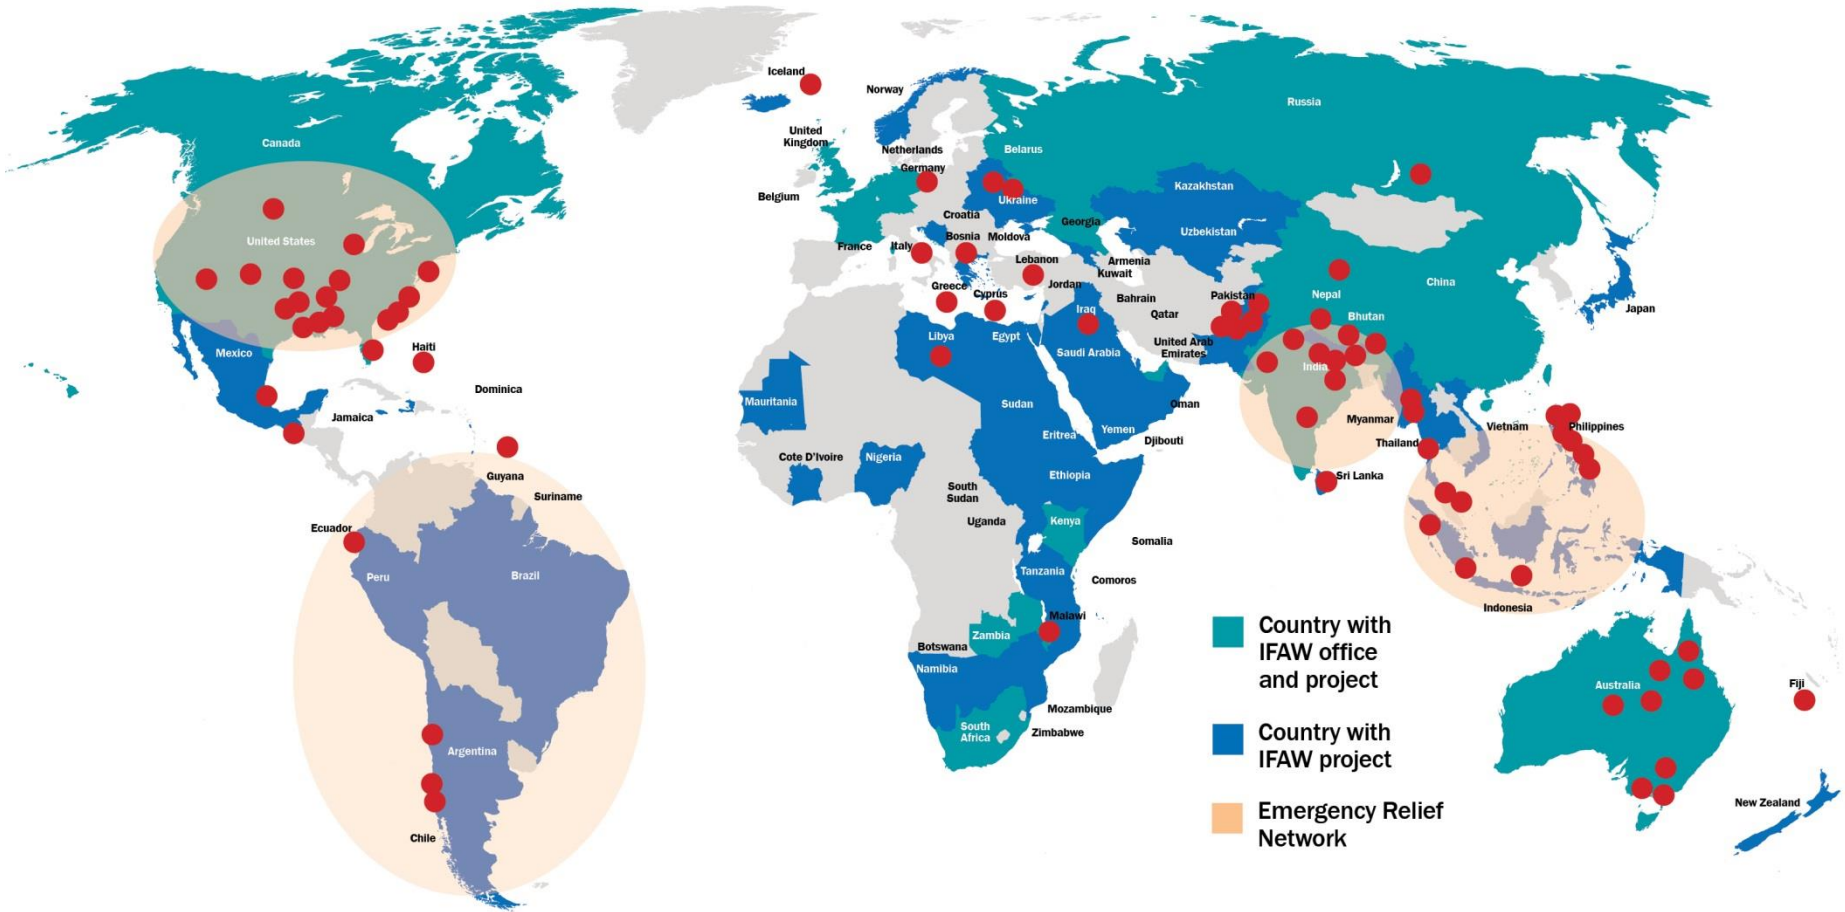 Iceland
Norway
Russia
United
Kingdom
Canada
Netherlands
Belarus
Germany
Kazakhstan
Belgium
Ukraine
Croatia
Georgia
Uzbekistan
United States
France
Italy
Bosnia
Moldova
Lebanon
Armenia
Kuwait
China
Jordan
Greece
Cyprus
Bahrain
Pakistan
Nepal
Japan
Qatar
Iraq
Bhutan
Libya
Egypt
United Arab
Emirates
Mexico
Haiti
Saudi Arabia
India
Dominica
Mauritania
Sudan
Oman
Jamaica
Myanmar
Vietnam
Philippines
Eritrea
Yemen
Djibouti
Thailand
Cote D'Ivoire
Nigeria
Guyana
Ethiopia
Sri Lanka
Suriname
South
Sudan
Ecuador
Uganda
Kenya
Somalia
Peru
Brazil
Tanzania
Comoros
Indonesia
Malawi
Zambia
Botswana
Namibia
Country with
IFAW office
and project
Australia
Fiji
Mozambique
South
Africa
Zimbabwe
Argentina
Country with
IFAW project
New Zealand
Chile
Emergency Relief
Network